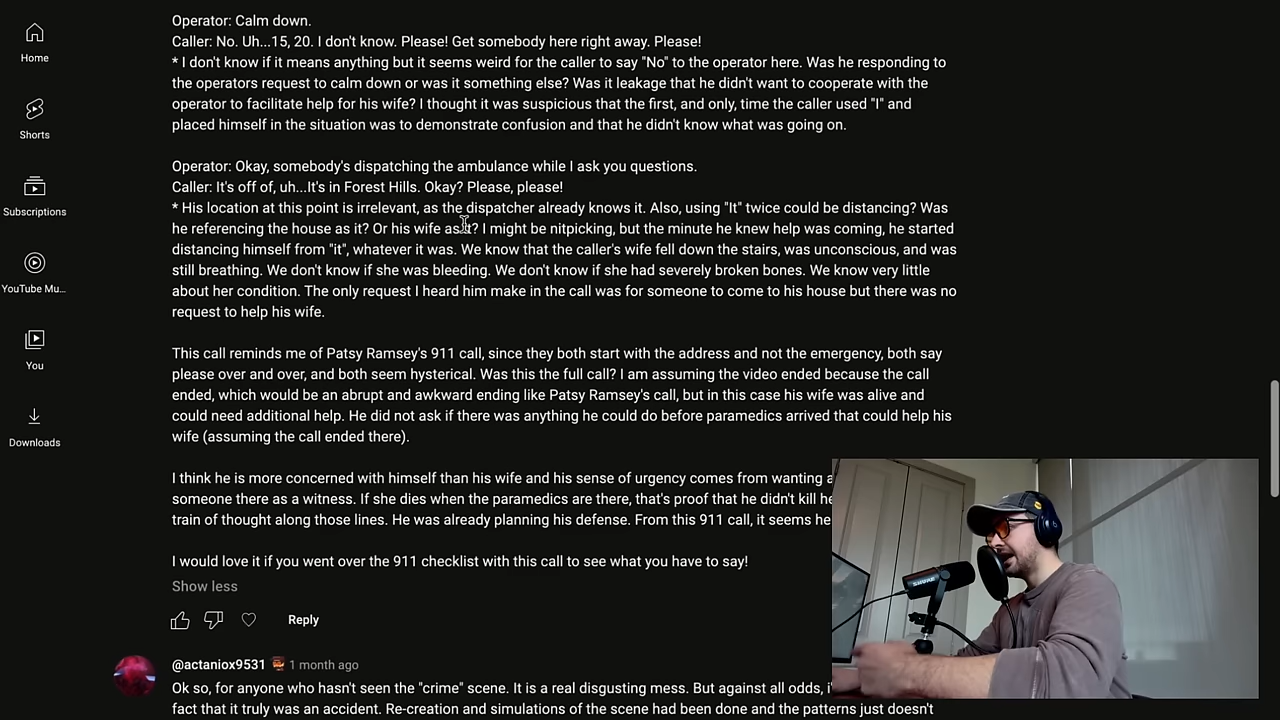 Operator: Calm down.
Caller: No. Uh...15, 20. I don't know. Please! Get somebody here right away. Please!
* I don't know if it means anything but it seems weird for the caller to say "No" to the operator here. Was he responding to
the operators request to calm down or was it something else? Was it leakage that he didn't want to cooperate with the
operator to facilitate help for his wife? I thought it was suspicious that the first, and only, time the caller used "I" and
placed himself in the situation was to demonstrate confusion and that he didn't know what was going on.
Operator: Okay, somebody's dispatching the ambulance while I ask you questions.
Caller: It's off of, uh...It's in Forest Hills. Okay? Please, please!
* His location at this point is irrelevant, as the dispatcher already knows it. Also, using "It" twice could be distancing? Was
he referencing the house as it? Or his wife as it? I might be nitpicking, but the minute he knew help was coming, he started
distancing himself from "it", whatever it was. We know that the caller's wife fell down the stairs, was unconscious, and was
still breathing. We don't know if she was bleeding. We don't know if she had severely broken bones. We know very little
about her condition. The only request I heard him make in the call was for someone to come to his house but there was no
request to help his wife.
This call reminds me of Patsy Ramsey's 911 call, since they both start with the address and not the emergency, both say
please over and over, and both seem hysterical. Was this the full call? I am assuming the video ended because the call
ended, which would be an abrupt and awkward ending like Patsy Ramsey's call, but in this case his wife was alive and
could need additional help. He did not ask if there was anything he could do before paramedics arrived that could help his
wife (assuming the call ended there).
I think he is more concerned with himself than his wife and his sense of urgency comes from wanting
someone there as a witness. If she dies when the paramedics are there, that's proof that he didn't kill
train of thought along those lines. He was already planning his defense. From this 911 call, it seems he
I would love it if you went over the 911 checklist with this call to see what you have to say!
Show less
Reply
@actaniox9531 1 month ago
Ok so, for anyone who hasn't seen the "crime" scene. It is a real disgusting mess. But against all odds,
fact that it truly was an accident. Re-creation and simulations of the scene had been done and the patterns just doesn't
Home
Shorts
Subscriptions
YouTube Mu...
You
Downloads
SHURE